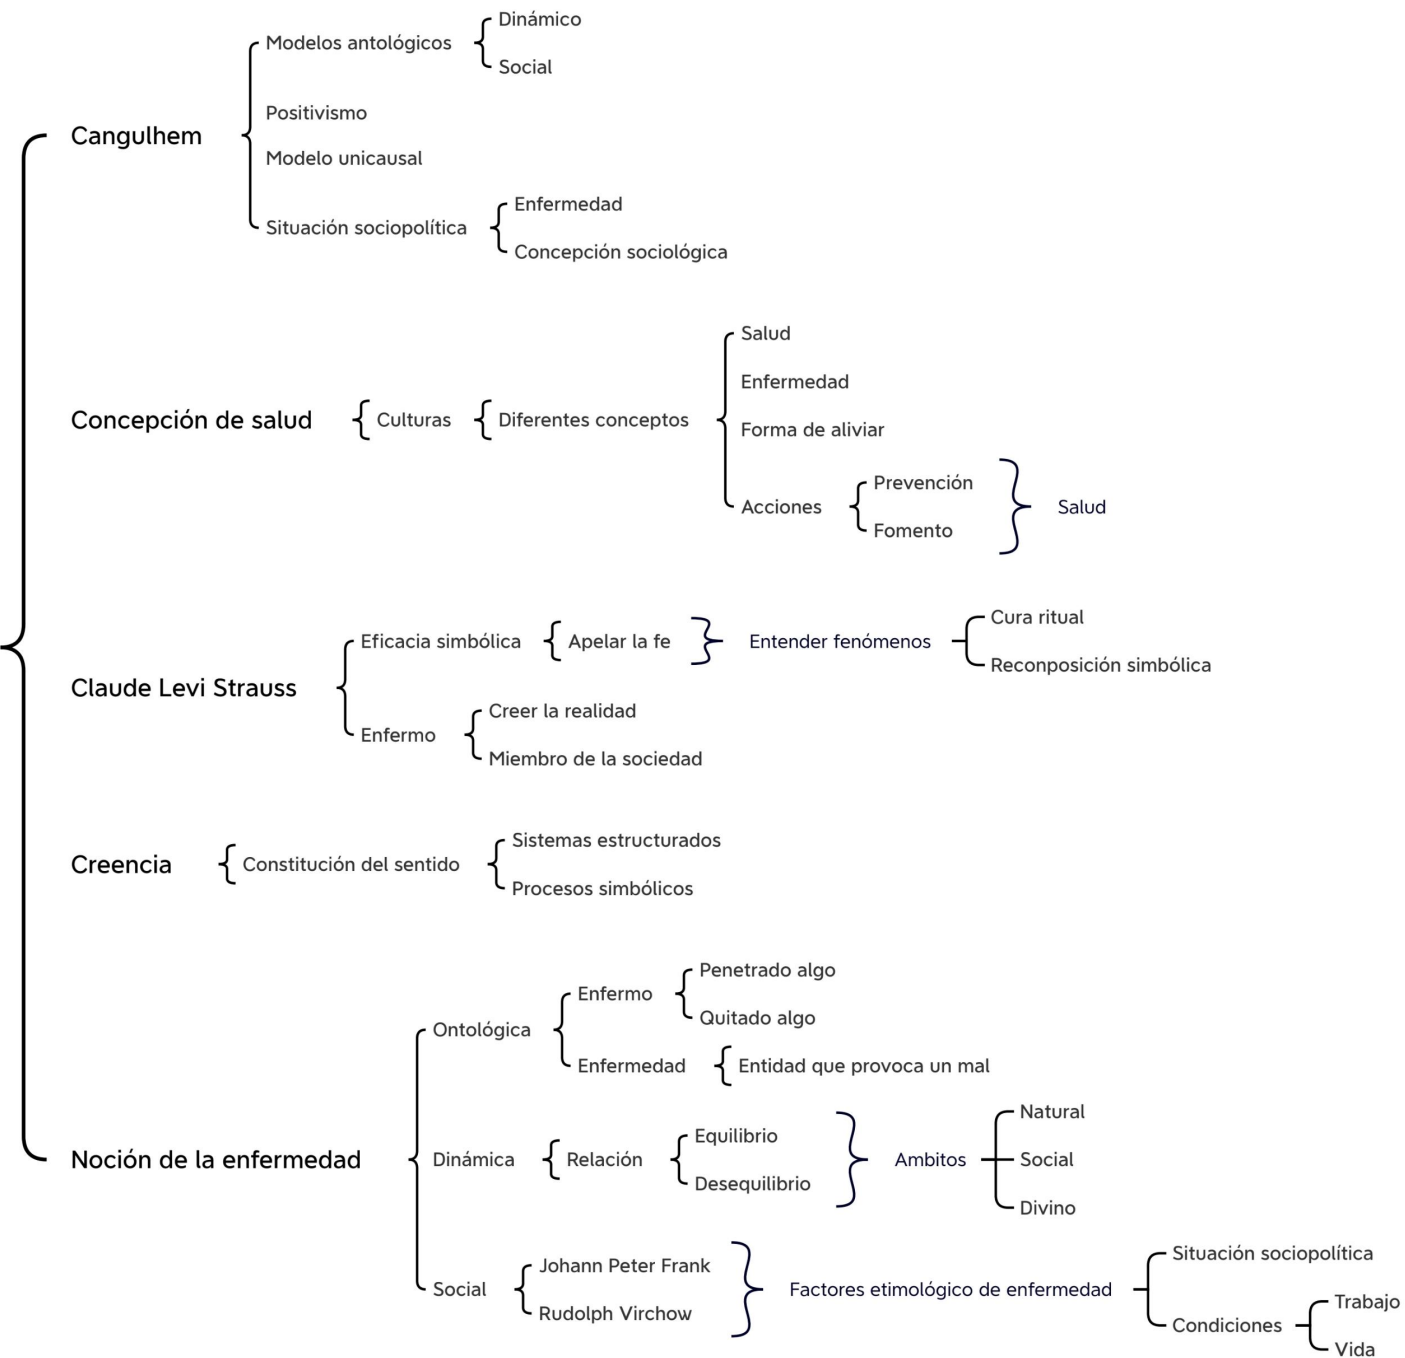 Cangulhem
Modelos antológicos
Dinámico
Social
Positivismo
Modelo unicausal
Situación sociopolítica
Enfermedad
Concepción sociológica
Concepción de salud
Culturas
Diferentes conceptos
Salud
Enfermedad
Forma de aliviar
Acciones
Prevención
Fomento
Salud
Claude Levi Strauss
Eficacia simbólica
Apelar la fe
Entender fenómenos
Cura ritual
Reconposición simbólica
Enfermo
Creer la realidad
Miembro de la sociedad
Creencia
Constitución del sentido
Sistemas estructurados
Procesos simbólicos
Noción de la enfermedad
Ontológica
Enfermo
Penetrado algo
Quitado algo
Enfermedad
Entidad que provoca un mal
Dinámica
Relación
Equilibrio
Desequilibrio
Ambitos
Natural
Social
Divino
Social
Johann Peter Frank
Rudolph Virchow
Factores etimológico de enfermedad
Situación sociopolítica
Condiciones
Trabajo
Vida